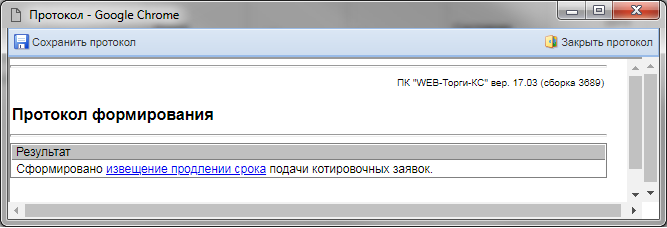 Протокол - Google Chrome
Сохранить протокол
Закрыть протокол
ПК "WEB-Торги-КС" вер. 17.03 (сборка 3689)
Протокол формирования
Результат
Сформировано извещение продлении срока подачи котировочных заявок.